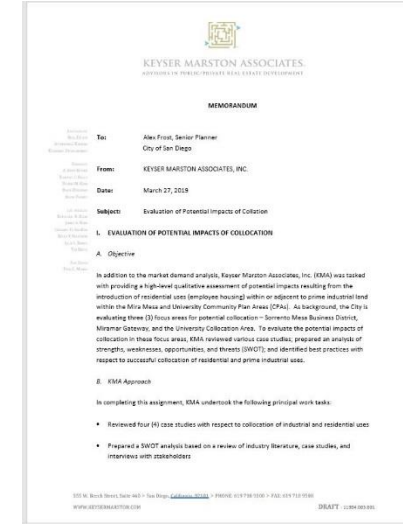 KEYSER MARSTON ASSOCIATES
ADVISORS IN PUBLIC/PRIVATE REAL ESTATE DEVELOPMENT
MEMORANDUM
To: Alex Frost, Senior Planner
City of San Diego
From: KEYSER MARSTON ASSOCIATES, INC.
Date: March 27, 2019
Subject: Evaluation of Potential Impacts of Collation
I. EVALUATION OF POTENTIAL IMPACTS OF COLLOCATION
A. Objective
In addition to the market demand analysis, Keyser Marston Associates, Inc. (KMA) was tasked
with providing a high-level qualitative assessment of potential impacts resulting from the
introduction of residential uses (employee housing) within or adjacent to prime industrial land
within the Mira Mesa and University Community Plan Areas (CPAs). As background, the City is
evaluating three (3) focus areas for potential collocation – Sorrento Mesa Business District,
Miramar Gateway, and the University Collocation Area. To evaluate the potential impacts of
collocation in these focus areas, KMA reviewed various case studies; prepared an analysis of
strengths, weaknesses, opportunities, and threats (SWOT); and identified best practices with
respect to successful collocation of residential and prime industrial uses.
B. KMA Approach
In completing this assignment, KMA undertook the following principal work tasks:
• Reviewed four (4) case studies with respect to collocation of industrial and residential uses
• Prepared a SWOT analysis based on a review of industry literature, case studies, and
interviews with stakeholders
WWW.KEYSERMARSTON.COM
DRAFT